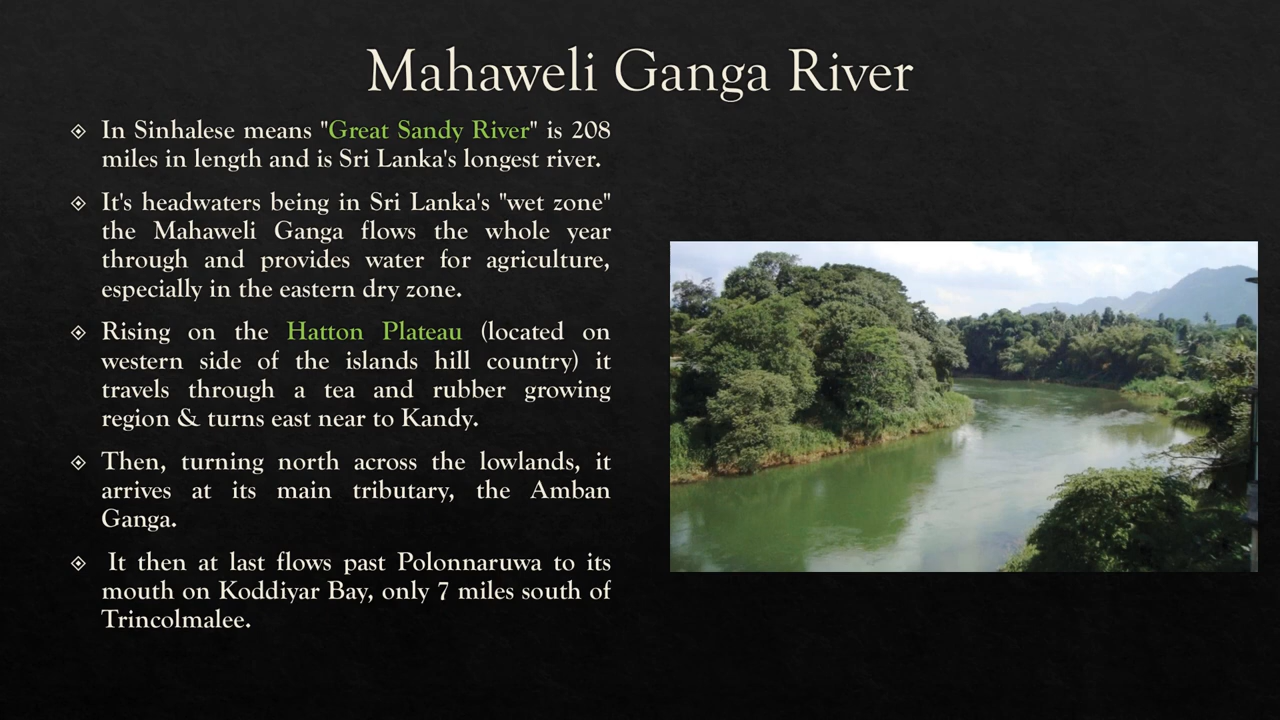 Mahaweli Ganga River
In Sinhalese means "Great Sandy River" is 208
miles in length and is Sri Lanka's longest river.
It's headwaters being in Sri Lanka's "wet zone"
the Mahaweli Ganga flows the whole year
through and provides water for agriculture,
especially in the eastern dry zone.
Rising on the Hatton Plateau (located on
western side of the islands hill country) it
travels through a tea and rubber growing
region & turns east near to Kandy.
Then, turning north across the lowlands, it
arrives at its main tributary, the Amban
Ganga.
It then at last flows past Polonnaruwa to its
mouth on Koddiyar Bay, only 7 miles south of
Trincolmalee.